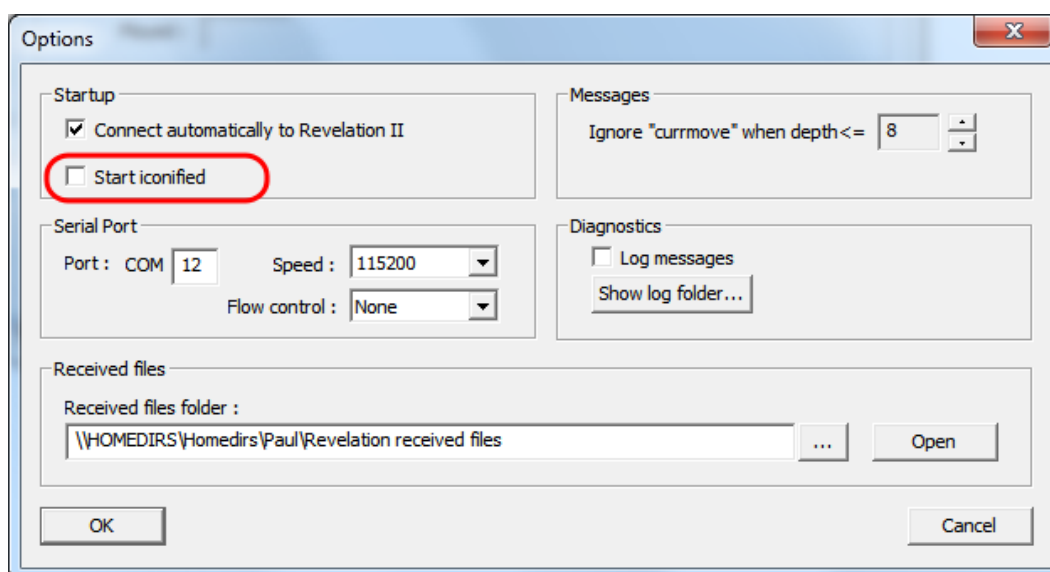 Options
Startup
Connect automatically to Revelation II
Start iconified
Messages
Ignore "currmove" when depth<= 8
Serial Port
Port : COM 12 Speed : 115200
Flow control : None
Diagnostics
Log messages
Show log folder...
Received files
Received files folder :
\\HOMEDIRS\Homedirs\Paul\Revelation received files
... Open
OK Cancel